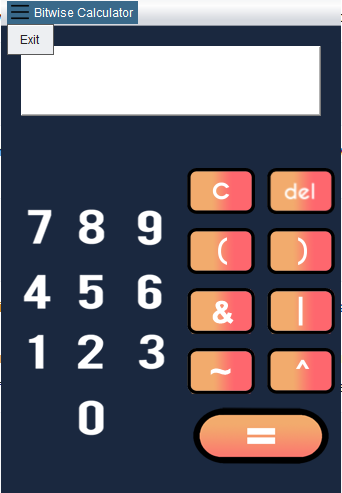 Bitwise Calculator
Exit
C del
7 8 9 ( )
4 5 6 & |
1 2 3 ~ ^
0 =